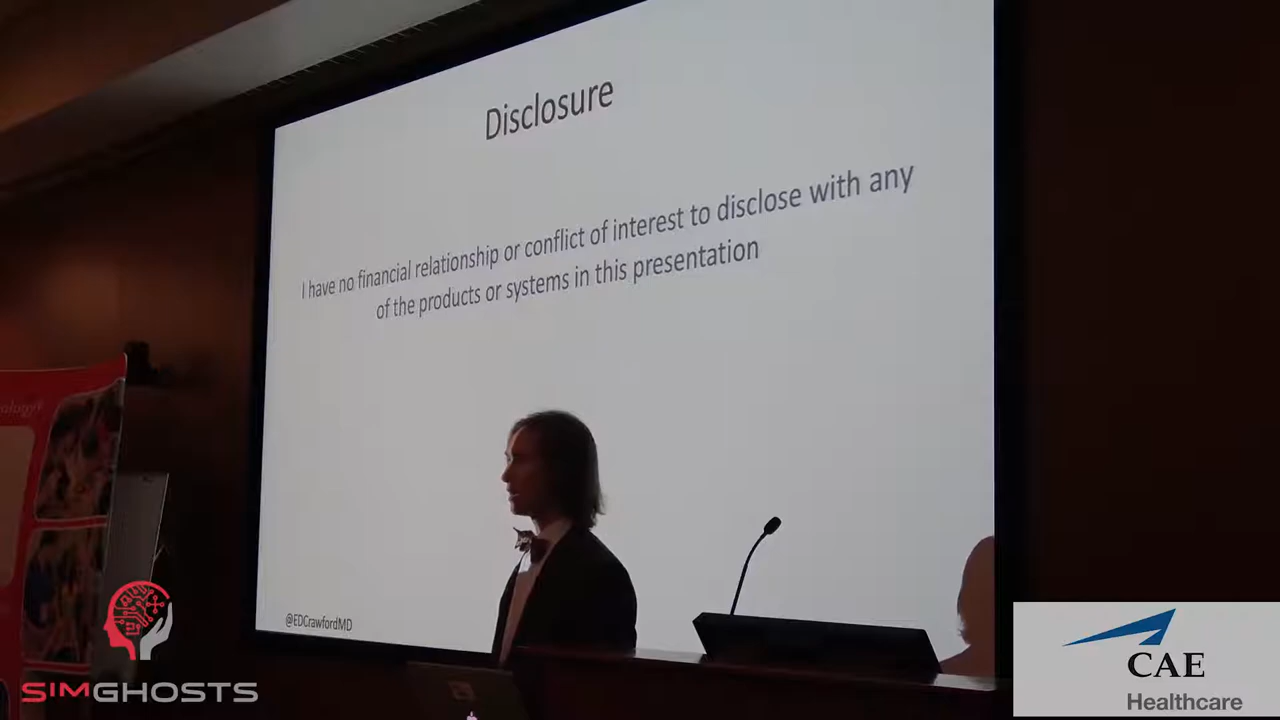 Disclosure
I have no financial relationship or conflict of interest to disclose with any
of the products or systems in this presentation
@EDCrawfordMD
SIMGHOSTS
CAE
Healthcare